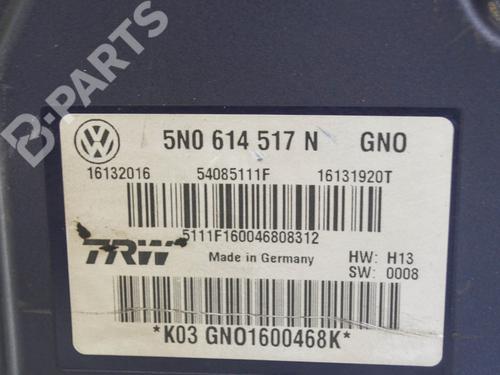 B-PARTS
5N0 614 517 N GNO
16132016 54085111F 16131920T
5111F160046808312
TRW Made in Germany HW: H13
SW: 0008
*K03 GNO1600468K*